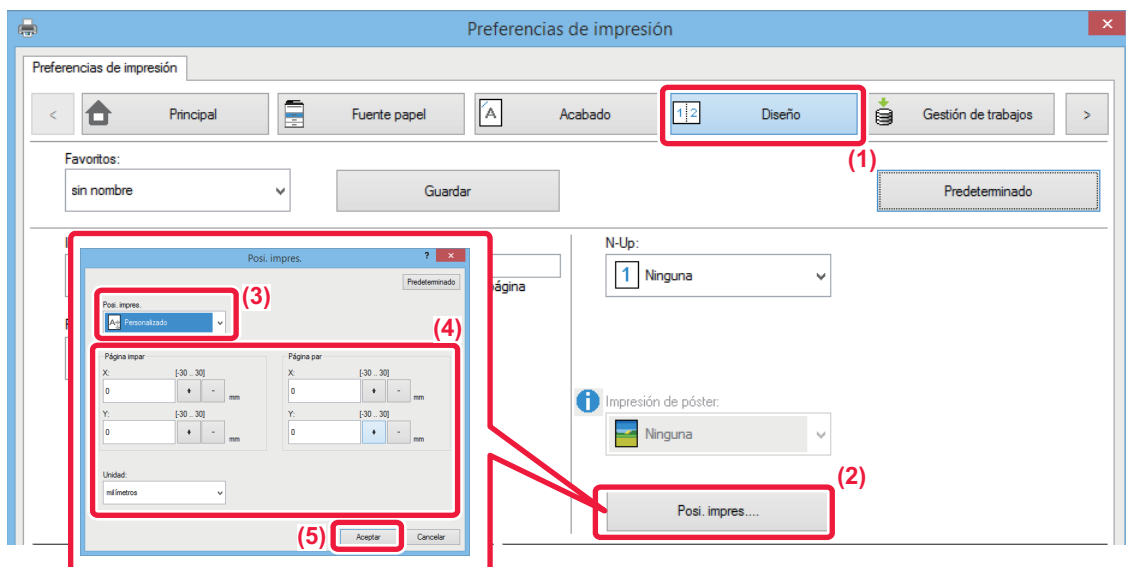 Preferencias de impresión
×
Preferencias de impresión
<
Principal
Fuente papel
Acabado
1 2
Diseño
Gestión de trabajos
>
(1)
Favoritos:
sin nombre
Guardar
Predeterminado
Posi. impres.
?
×
Predeterminado
página
Posi. impres.
(3)
Personalizado
(4)
Página impar
X:
[-30 .. 30]
0
+
-
mm
Y:
[-30 .. 30]
0
+
-
mm
Página par
X:
[-30 .. 30]
0
+
-
mm
Y:
[-30 .. 30]
0
+
-
mm
Unidad:
milímetros
(5)
Aceptar
Cancelar
N-Up:
1
Ninguna
Impresión de póster:
Ninguna
(2)
Posi. impres....